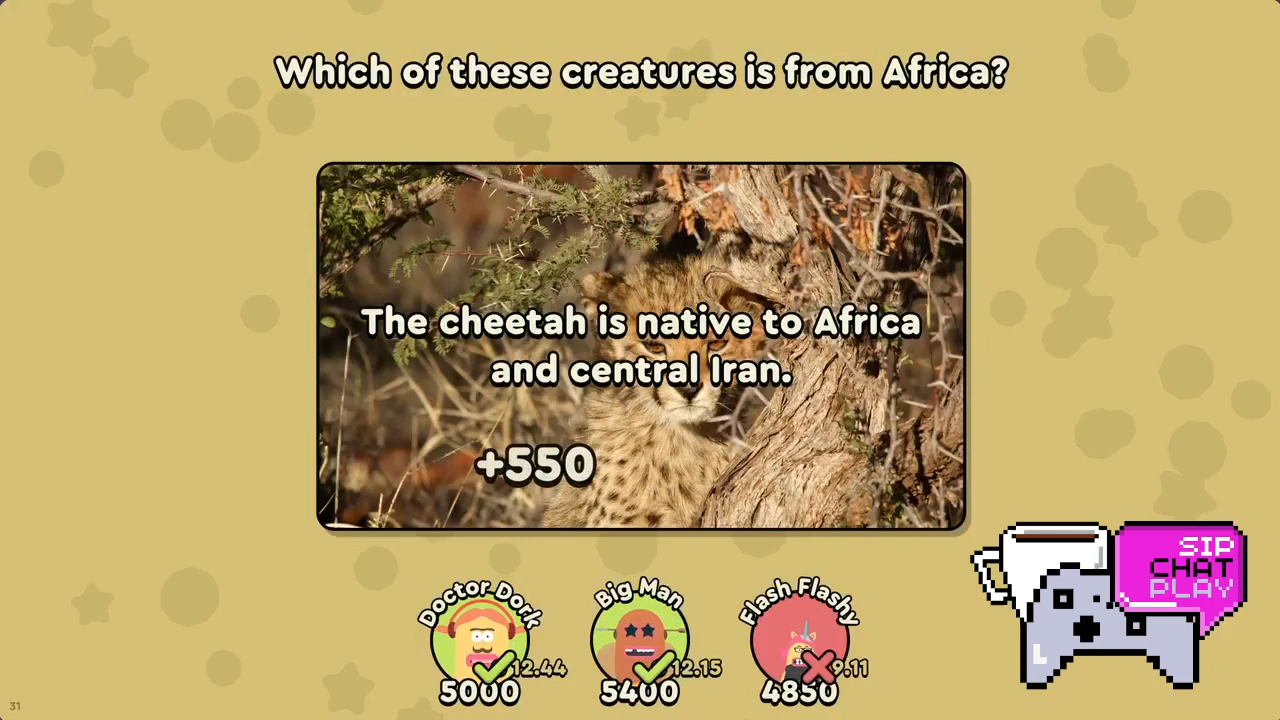 Which of these creatures is from Africa?
The cheetah is native to Africa
and central Iran.
+550
SIP
CHAT
PLAY
Doctor Dork
Big Man
Flash Flashy
12.44
12.15
9.11
5000
5400
4850
31